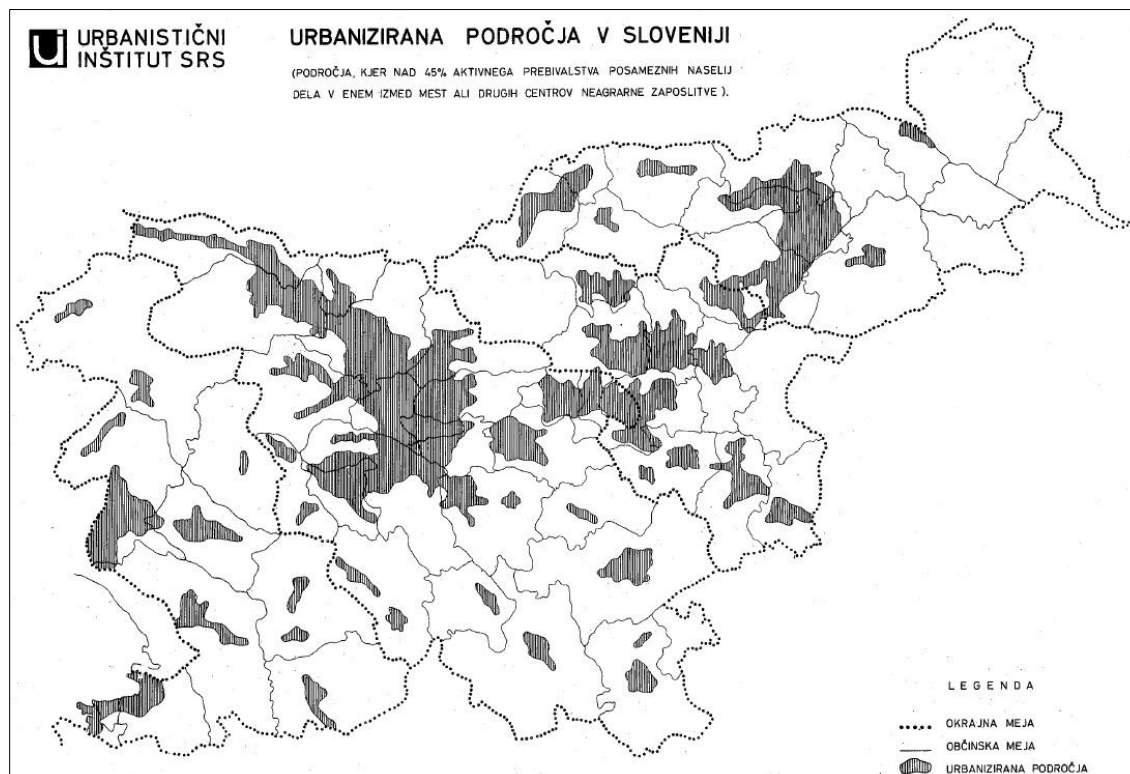 URBANISTIČNI
INŠTITUT SRS
URBANIZIRANA PODROČJA V SLOVENIJI
(PODROČJA, KJER NAD 45% AKTIVNEGA PREBIVALSTVA POSAMEZNIH NASELIJ
DELA V ENEM IZMED MEST ALI DRUGIH CENTROV NEAGRARNE ZAPOSLITVE).
LEGENDA
OKRAJNA MEJA
OBČINSKA MEJA
URBANIZIRANA PODROČJA